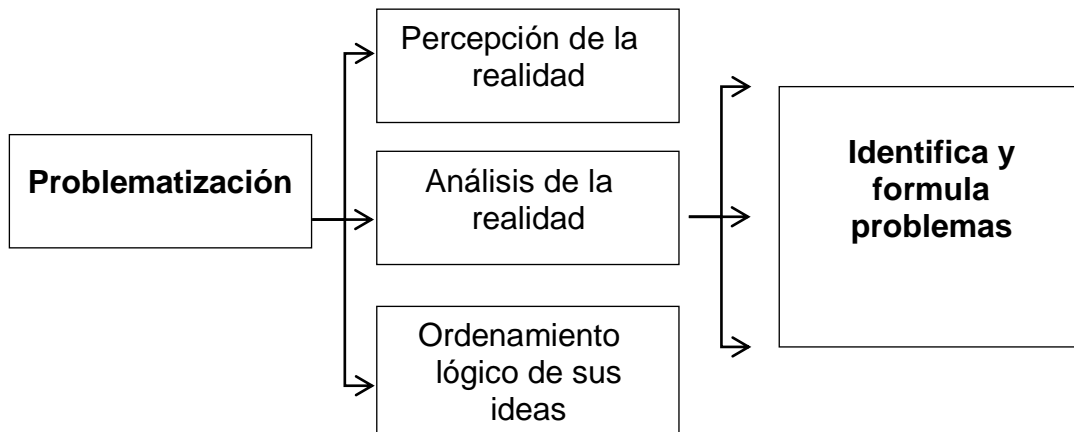 Problematización
Percepción de la
realidad
Análisis de la
realidad
Ordenamiento
lógico de sus
ideas
Identifica y
formula
problemas